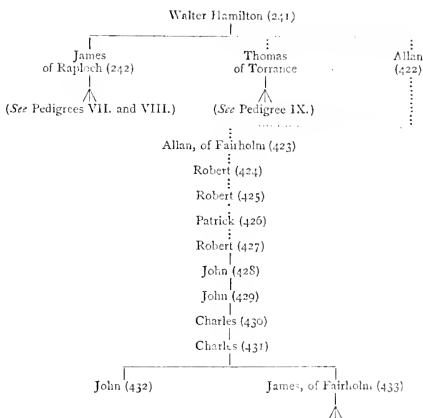 Walter Hamilton (241)
James Thomas Allan
of Raploch (242) of Torrance (422)
(See Pedigrees VII. and VIII.) (See Pedigree IX.)
Allan, of Fairholm (423)
Robert (424)
Robert (425)
Patrick (426)
Robert (427)
John (428)
John (429)
Charles (430)
Charles (431)
John (432) James, of Fairholm (433)